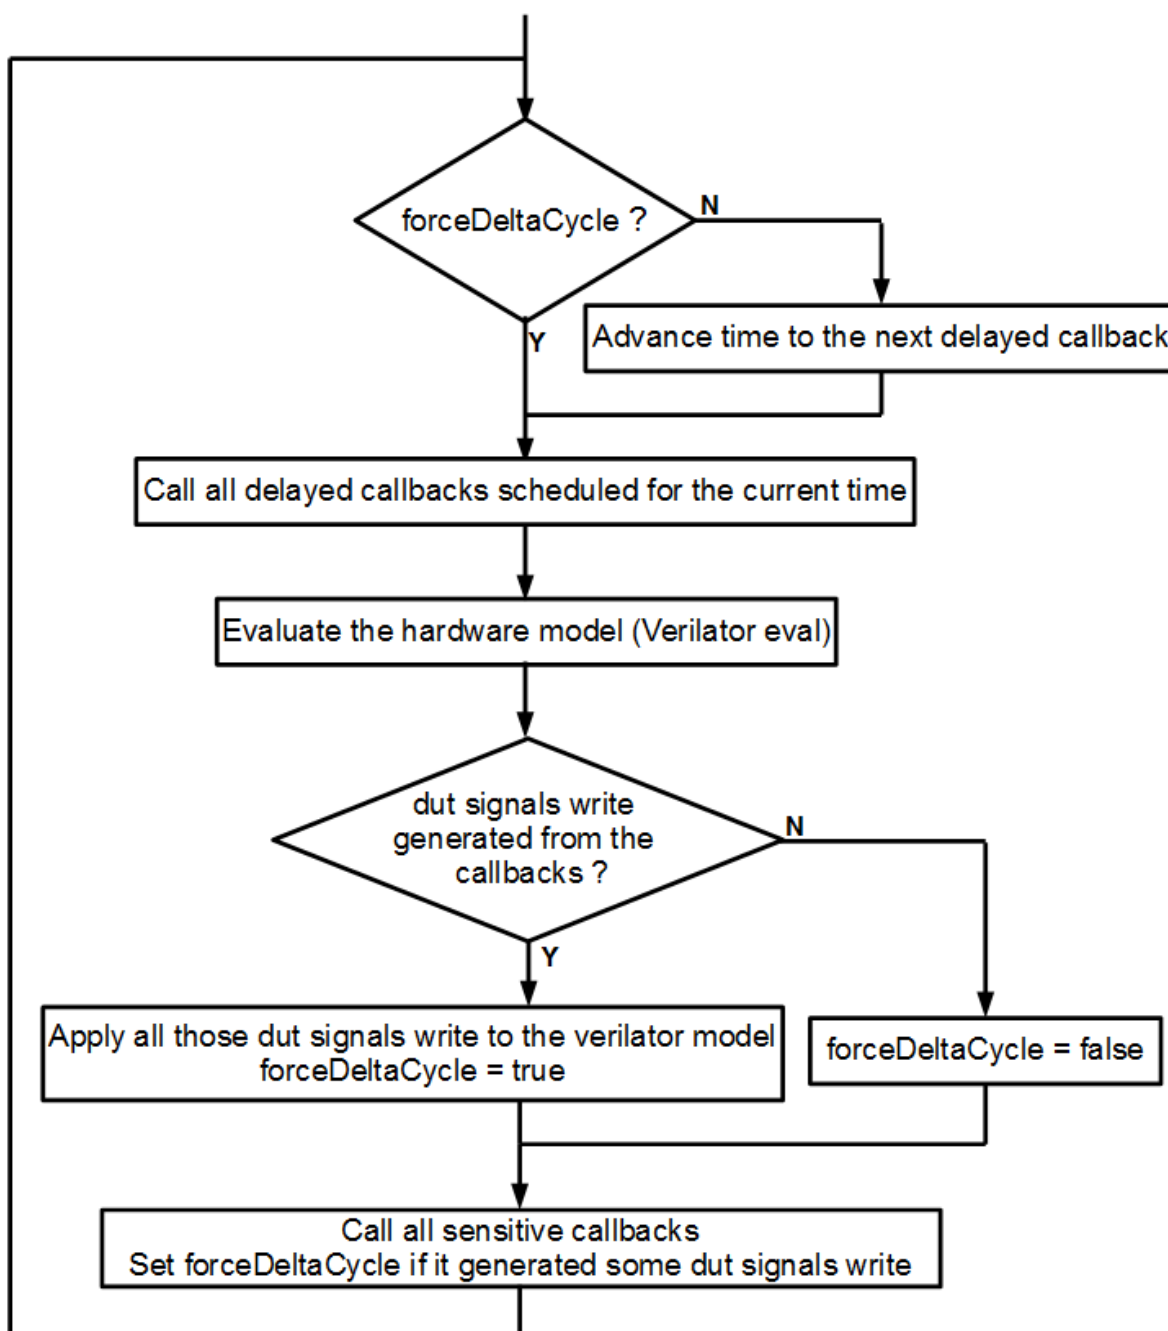 forceDeltaCycle ?
N
Y
Advance time to the next delayed callback
Call all delayed callbacks scheduled for the current time
Evaluate the hardware model (Verilator eval)
dut signals write
generated from the
callbacks ?
N
Y
Apply all those dut signals write to the verilator model
forceDeltaCycle = true
forceDeltaCycle = false
Call all sensitive callbacks
Set forceDeltaCycle if it generated some dut signals write